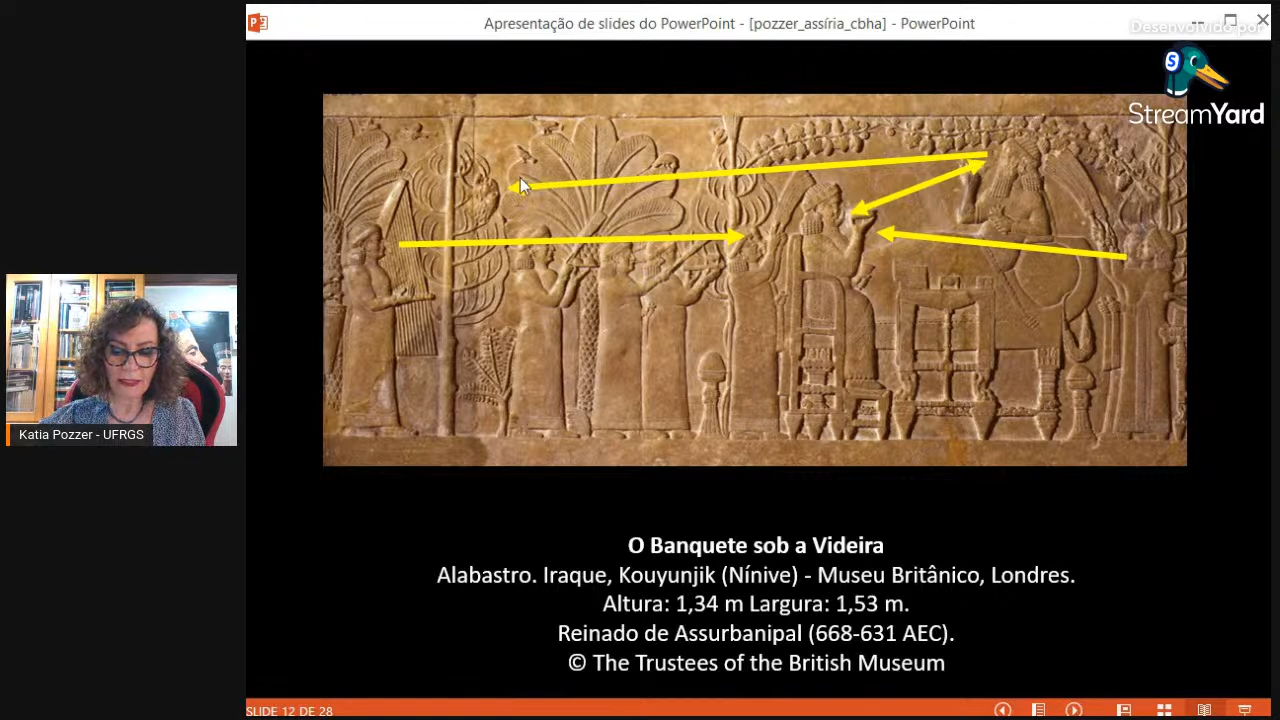 Apresentação de slides do PowerPoint - [pozzer_assíria_cbha] - PowerPoint
Desenvolvido por
S
StreamYard
Katia Pozzer - UFRGS
O Banquete sob a Videira
Alabastro. Iraque, Kouyunjik (Nínive) - Museu Britânico, Londres.
Altura: 1,34 m Largura: 1,53 m.
Reinado de Assurbanipal (668-631 AEC).
© The Trustees of the British Museum
SLIDE 12 DE 28